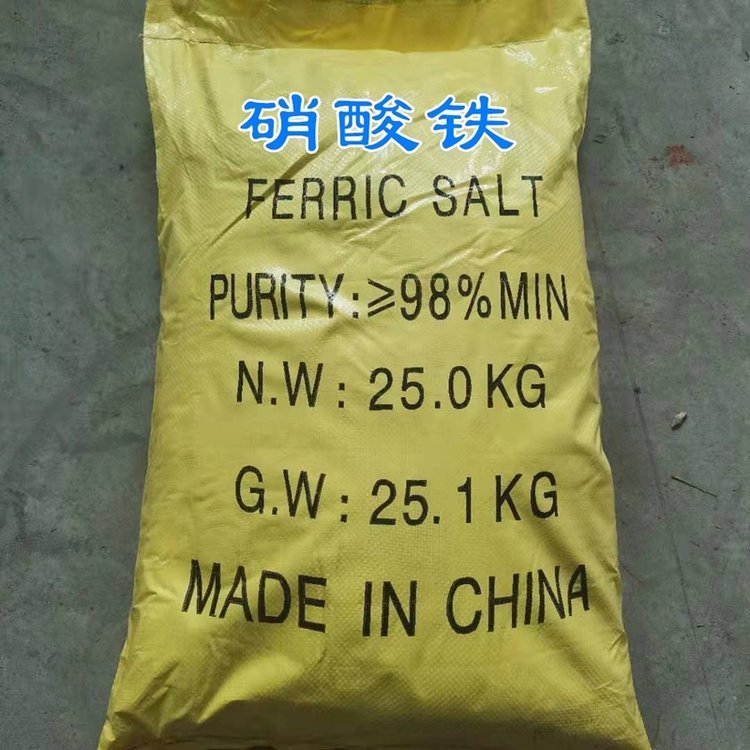 硝酸铁
FERRIC SALT
PURITY:≥98%MIN
N.W: 25.0 KG
G.W: 25.1 KG
MADE IN CHINA